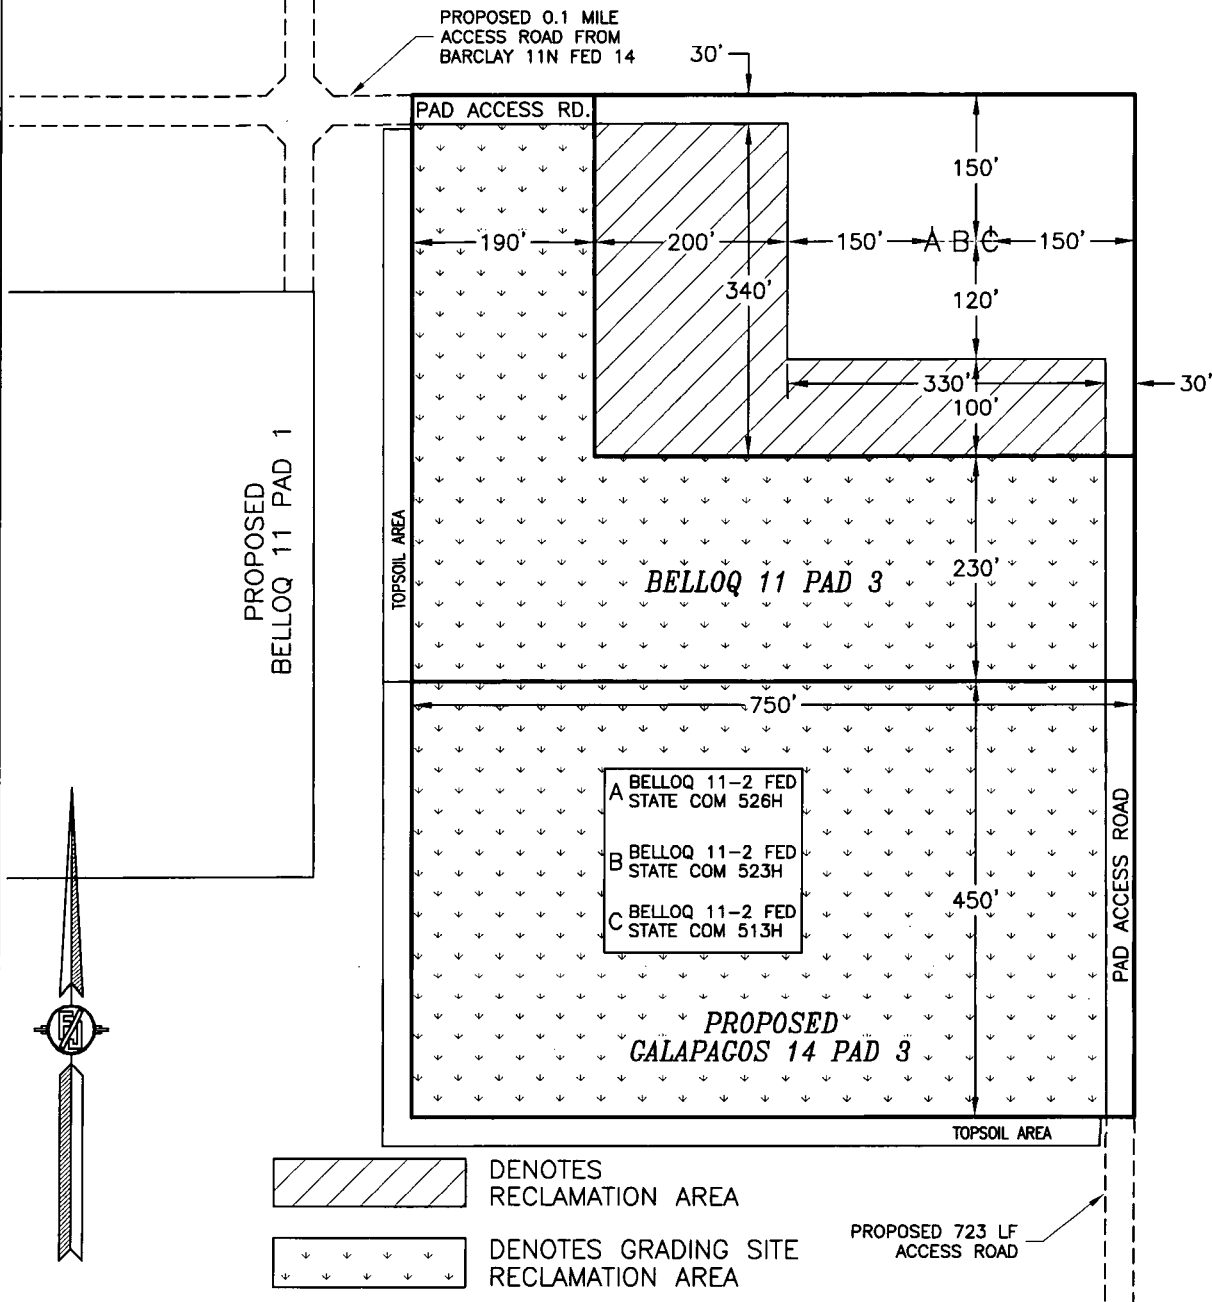 PROPOSED 0.1 MILE
ACCESS ROAD FROM
BARCLAY 11N FED 14
30'
PAD ACCESS RD.
150'
190'
200'
150'
A B C
150'
340'
120'
330'
30'
100'
PROPOSED
BELLOQ 11 PAD 1
TOPSOIL AREA
BELLOQ 11 PAD 3
230'
750'
A BELLOQ 11-2 FED
STATE COM 526H
B BELLOQ 11-2 FED
STATE COM 523H
C BELLOQ 11-2 FED
STATE COM 513H
450'
PAD ACCESS ROAD
PROPOSED
GALAPAGOS 14 PAD 3
TOPSOIL AREA
DENOTES
RECLAMATION AREA
PROPOSED 723 LF
ACCESS ROAD
DENOTES GRADING SITE
RECLAMATION AREA